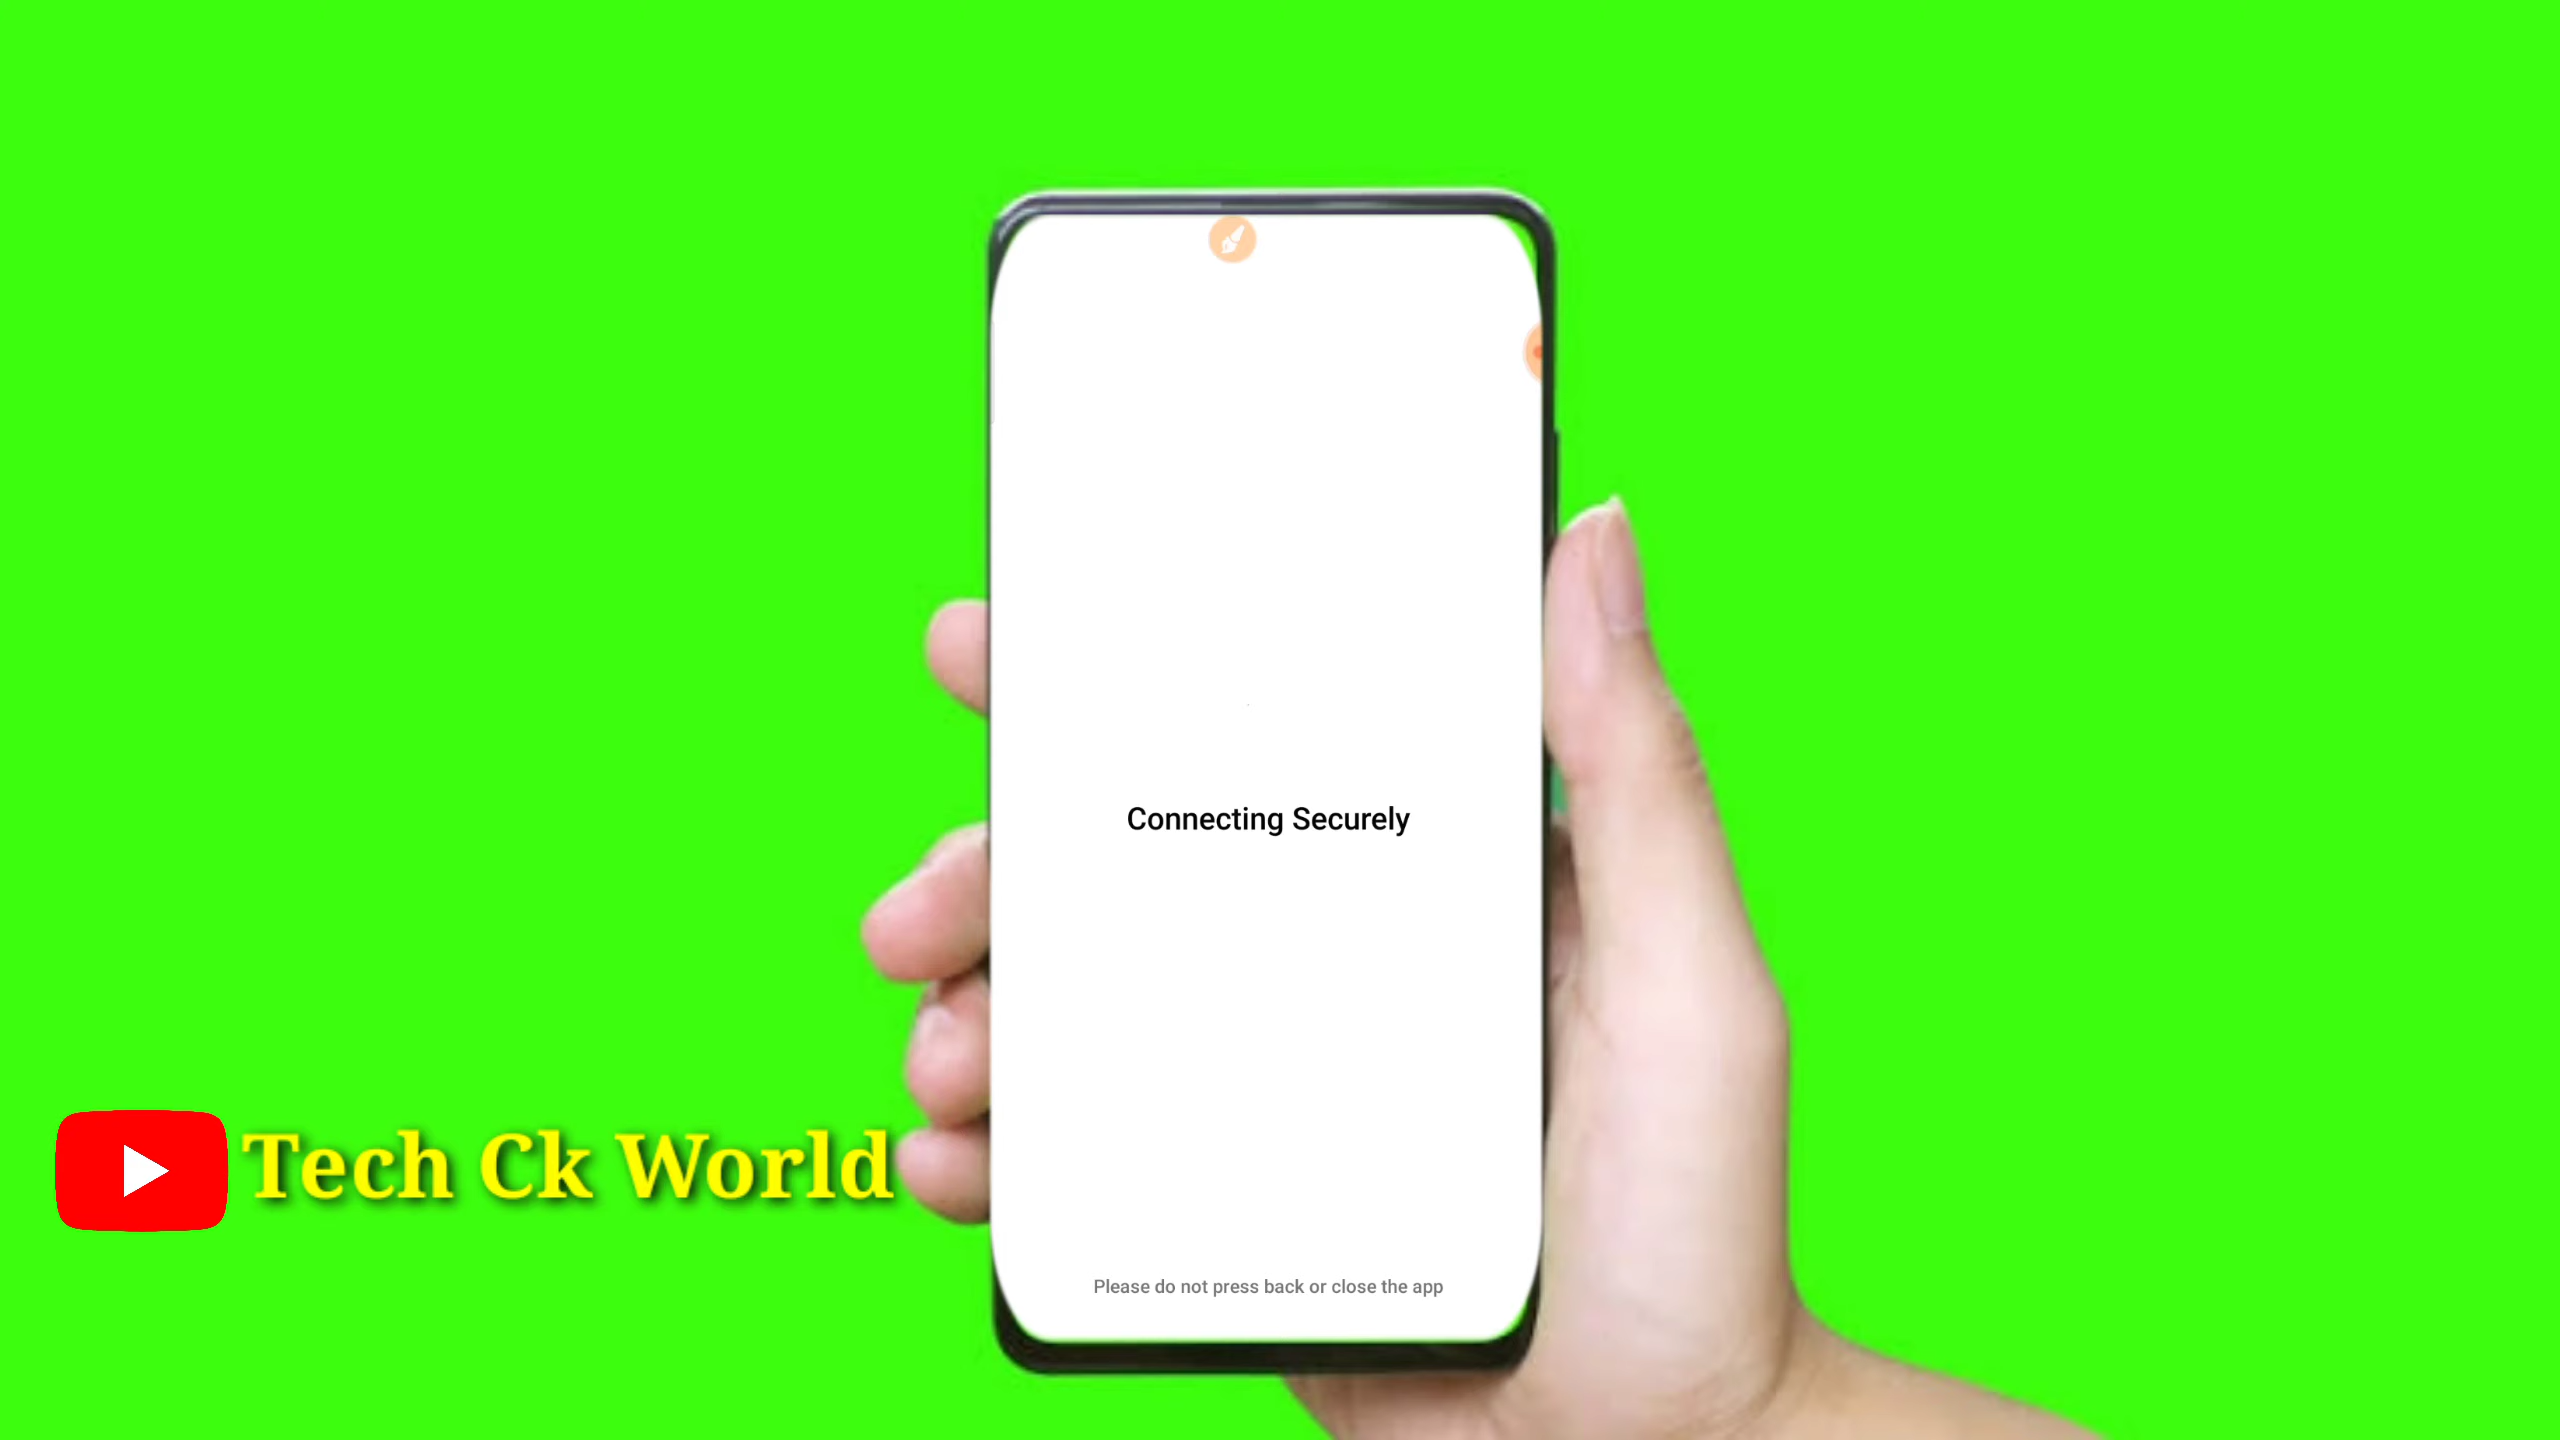 Connecting Securely
Tech Ck World
Please do not press back or close the app